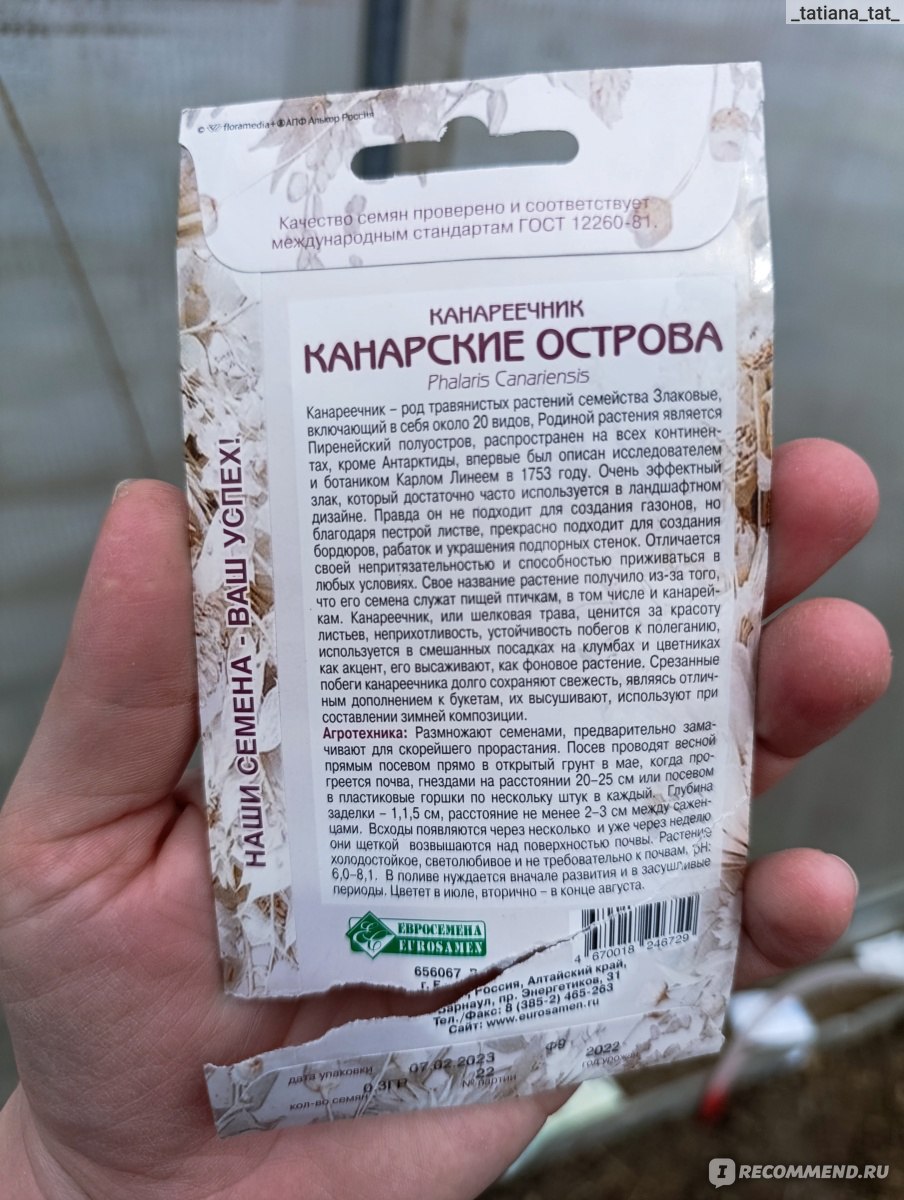 _tatiana_tat_
© floramedia+®АПФ Алькор Россия
Качество семян проверено и соответствует
международным стандартам ГОСТ 12260-81.
КАНАРЕЕЧНИК
КАНАРСКИЕ ОСТРОВА
Phalaris Canariensis
Канареечник – род травянистых растений семейства Злаковые,
включающий в себя около 20 видов, Родиной растения является
Пиренейский полуостров, распространен на всех континен-
тах, кроме Антарктиды, впервые был описан исследователем
и ботаником Карлом Линеем в 1753 году. Очень эффектный
злак, который достаточно часто используется в ландшафтном
дизайне. Правда он не подходит для создания газонов, но
благодаря пестрой листве, прекрасно подходит для создания
бордюров, рабаток и украшения подпорных стенок. Отличается
своей непритязательностью и способностью приживаться в
любых условиях. Свое название растение получило из-за того,
что его семена служат пищей птичкам, в том числе и канарей-
кам. Канареечник, или шелковая трава, ценится за красоту
листьев, неприхотливость, устойчивость побегов к полеганию,
используется в смешанных посадках на клумбах и цветниках
как акцент, его высаживают, как фоновое растение. Срезанные
побеги канареечника долго сохраняют свежесть, являясь отлич-
ным дополнением к букетам, их высушивают, используют при
составлении зимней композиции.
Агротехника: Размножают семенами, предварительно зама-
чивают для скорейшего прорастания. Посев проводят весной
прямым посевом прямо в открытый грунт в мае, когда про-
греется почва, гнездами на расстоянии 20–25 см или посевом
в пластиковые горшки по нескольку штук в каждый. Глубина
заделки – 1,1,5 см, расстояние не менее 2–3 см между сажен-
цами. Всходы появляются через несколько и уже через неделю
они щеткой возвышаются над поверхностью почвы. Растение
холодостойкое, светолюбивое и не требовательно к почвам, pH:
6,0–8,1. В поливе нуждается вначале развития и в засушливые
периоды. Цветет в июле, вторично – в конце августа.
НАШИ СЕМЕНА - ВАШ УСПЕХ!
ЕВРОСЕМЕНА
EUROSAMEN
4 670018 246729
656067
Россия, Алтайский край,
г. Барнаул, пр. Энергетиков, 31
Тел./Факс: 8 (385-2) 465-263
Сайт: www.eurosamen.ru
дата упаковки 07.02.2023 Ф9 2022
22 № партии год урожая
кол-во семян 0,3ГР
IRECOMMEND.RU